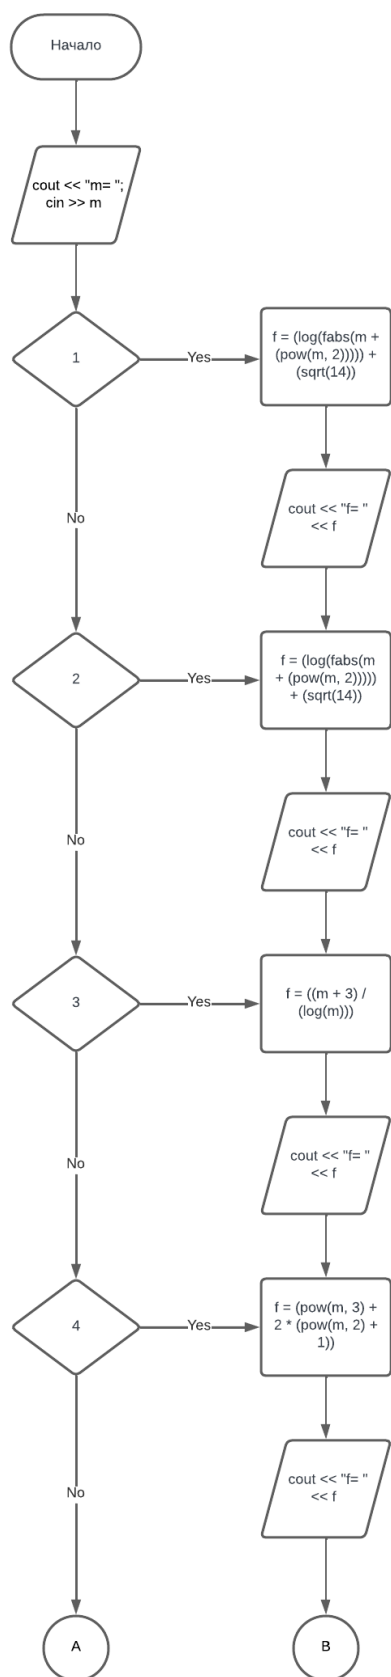 Начало
cout << "m= ";
cin >> m
1
Yes
f = (log(fabs(m +
(pow(m, 2))))) +
(sqrt(14))
cout << "f= "
<< f
No
2
Yes
f = (log(fabs(m
+ (pow(m, 2)))))
+ (sqrt(14))
cout << "f= "
<< f
No
3
Yes
f = ((m + 3) /
(log(m)))
cout << "f= "
<< f
No
4
Yes
f = (pow(m, 3) +
2 * (pow(m, 2) +
1))
cout << "f= "
<< f
No
A
B